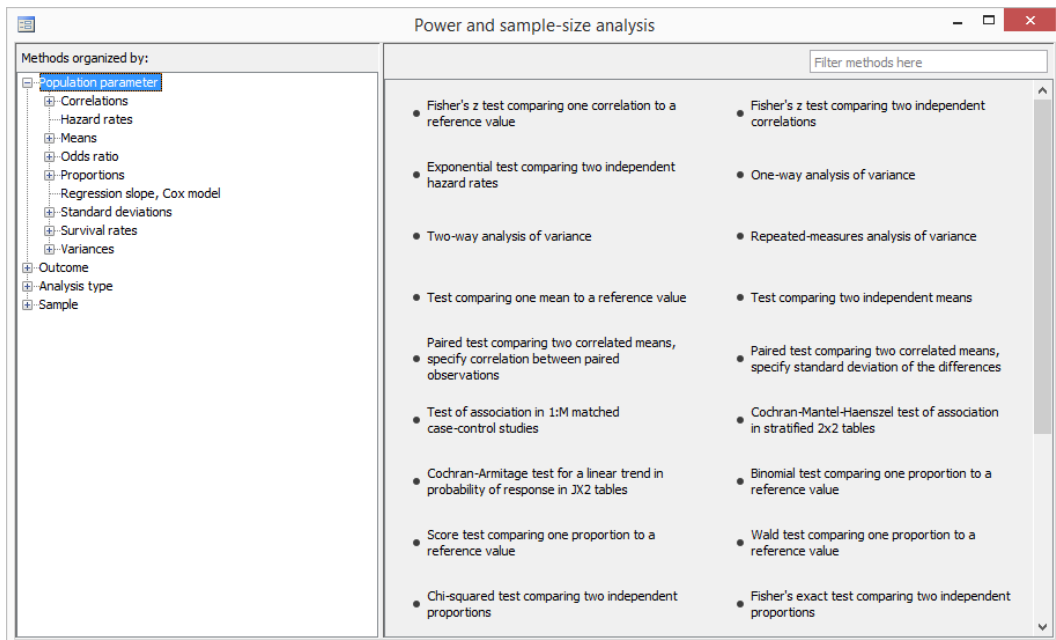 Power and sample-size analysis
Methods organized by:
Filter methods here
Population parameter
Correlations
Hazard rates
Means
Odds ratio
Proportions
Regression slope, Cox model
Standard deviations
Survival rates
Variances
Outcome
Analysis type
Sample
Fisher's z test comparing one correlation to a
reference value
Fisher's z test comparing two independent
correlations
Exponential test comparing two independent
hazard rates
One-way analysis of variance
Two-way analysis of variance
Repeated-measures analysis of variance
Test comparing one mean to a reference value
Test comparing two independent means
Paired test comparing two correlated means,
specify correlation between paired
observations
Paired test comparing two correlated means,
specify standard deviation of the differences
Test of association in 1:M matched
case-control studies
Cochran-Mantel-Haenszel test of association
in stratified 2x2 tables
Cochran-Armitage test for a linear trend in
probability of response in JX2 tables
Binomial test comparing one proportion to a
reference value
Score test comparing one proportion to a
reference value
Wald test comparing one proportion to a
reference value
Chi-squared test comparing two independent
proportions
Fisher's exact test comparing two independent
proportions